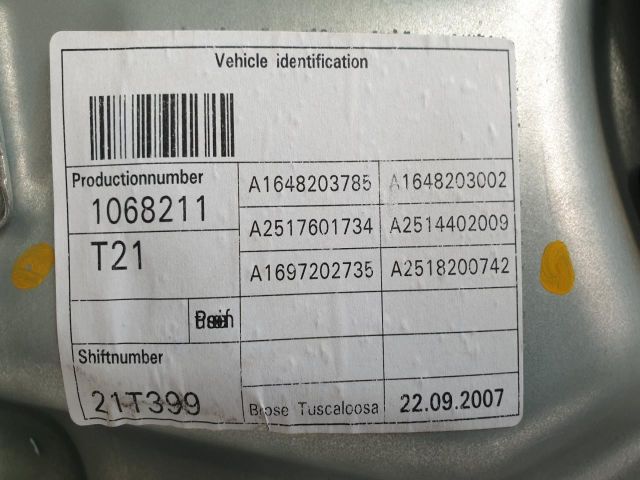 Vehicle identification
Productionnumber
1068211
T21
A1648203785 A1648203002
A2517601734 A2514402009
A1697202735 A2518200742
Shiftnumber
21T399
Brose Tuscaloosa 22.09.2007